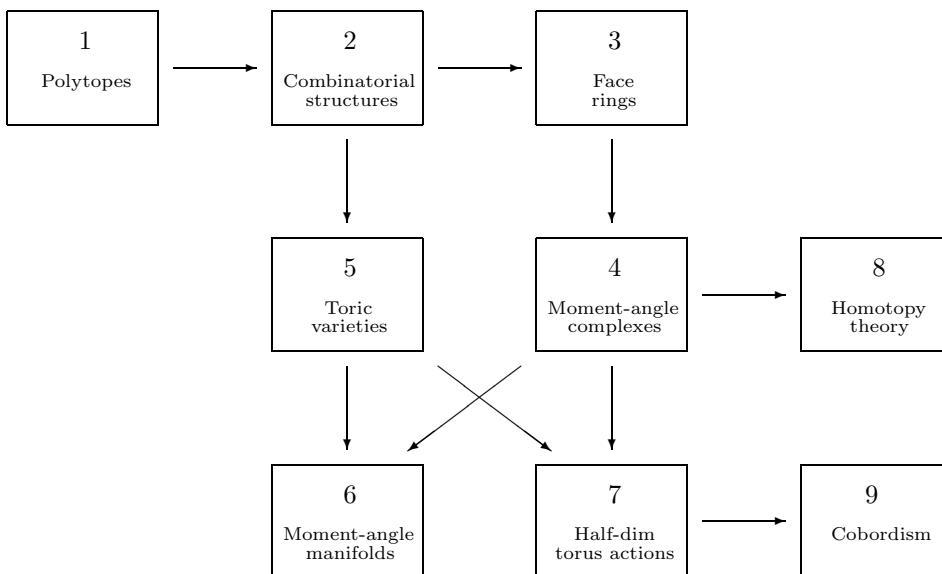 1
Polytopes
2
Combinatorial
structures
3
Face
rings
5
Toric
varieties
4
Moment-angle
complexes
8
Homotopy
theory
6
Moment-angle
manifolds
7
Half-dim
torus actions
9
Cobordism